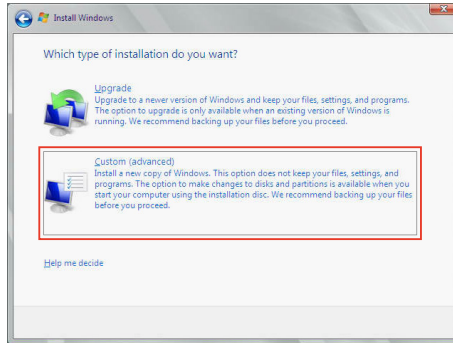 Install Windows
Which type of installation do you want?
Upgrade
Upgrade to a newer version of Windows and keep your files, settings, and programs.
The option to upgrade is only available when an existing version of Windows is
running. We recommend backing up your files before you proceed.
Custom (advanced)
Install a new copy of Windows. This option does not keep your files, settings, and
programs. The option to make changes to disks and partitions is available when you
start your computer using the installation disc. We recommend backing up your files
before you proceed.
Help me decide